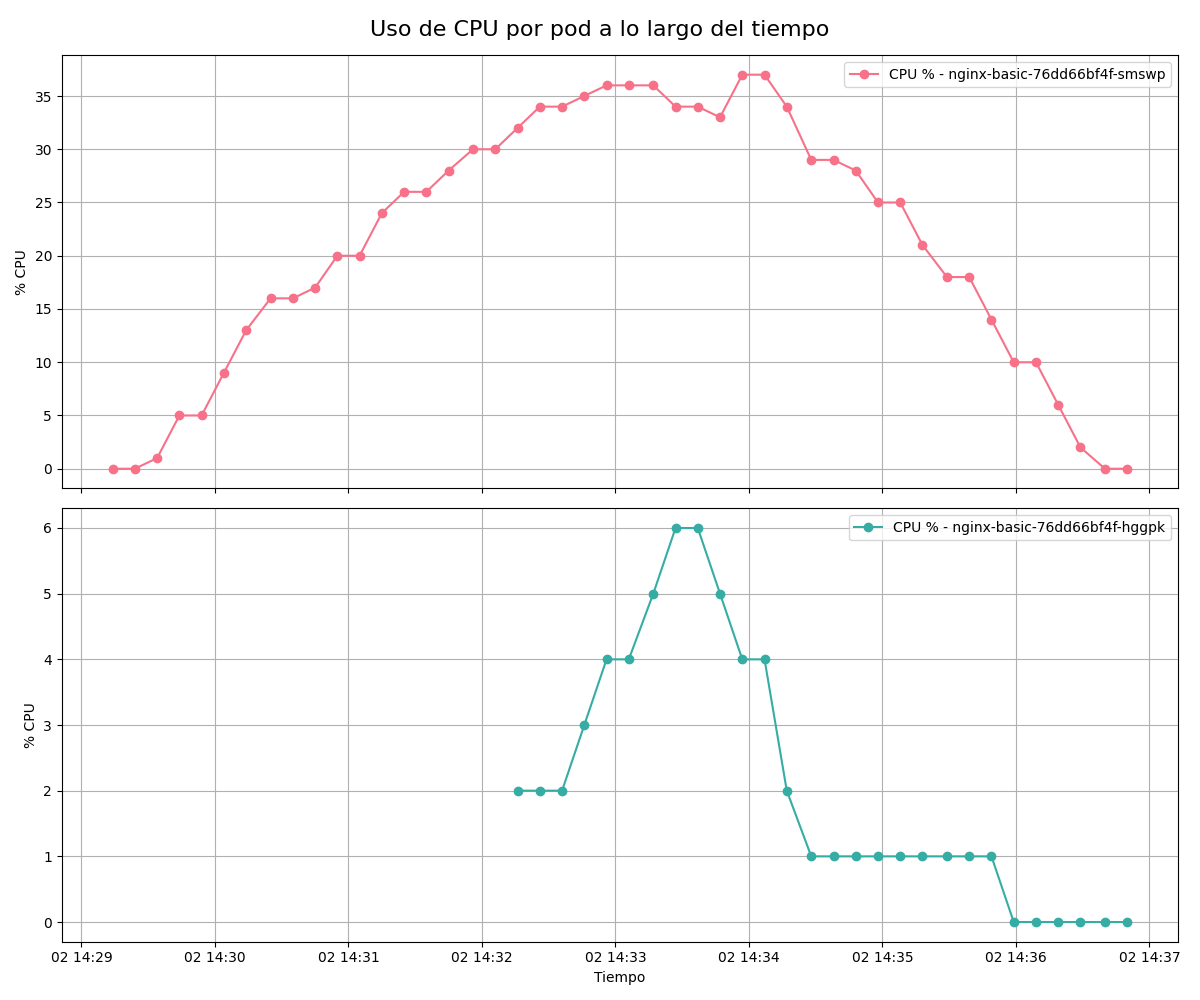 Uso de CPU por pod a lo largo del tiempo
CPU % - nginx-basic-76dd66bf4f-smswp
35
30
25
20
15
10
5
0
% CPU
CPU % - nginx-basic-76dd66bf4f-hggpk
6
5
4
3
2
1
0
% CPU
02 14:29 02 14:30 02 14:31 02 14:32 02 14:33 02 14:34 02 14:35 02 14:36 02 14:37
Tiempo